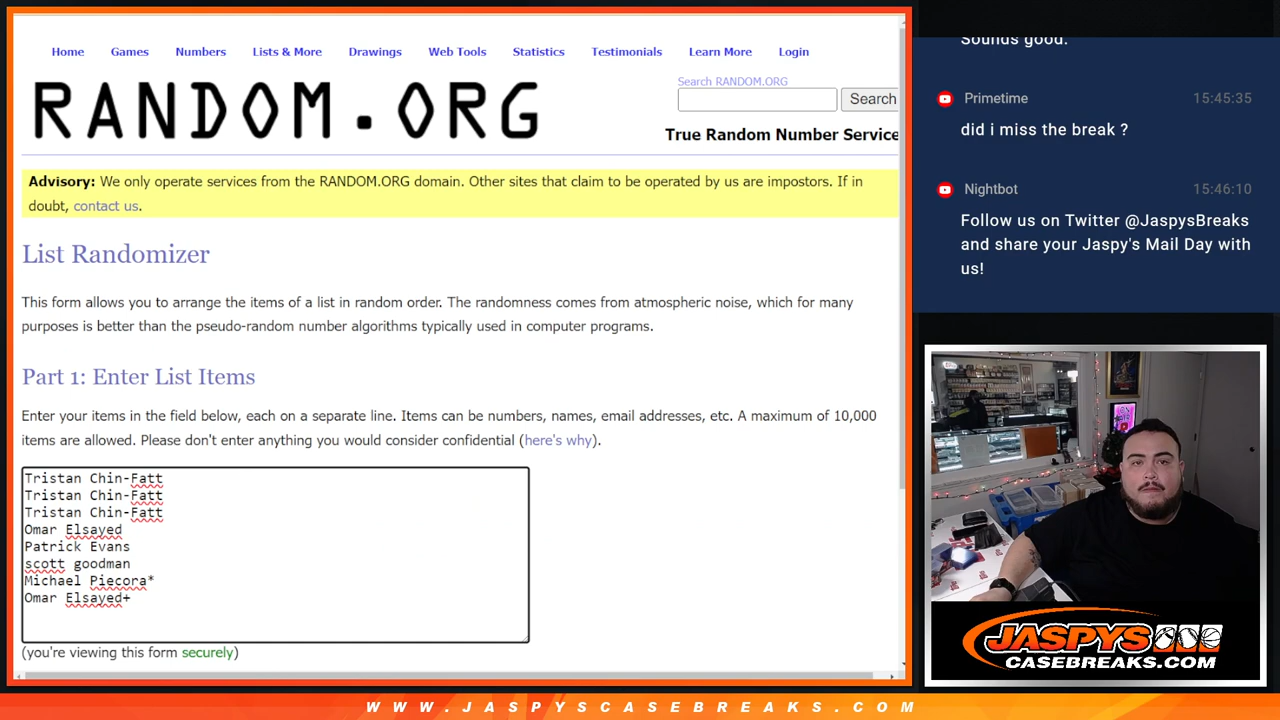 Home Games Numbers Lists & More Drawings Web Tools Statistics Testimonials Learn More Login
RANDOM.ORG
Search RANDOM.ORG
Search
True Random Number Service
Advisory: We only operate services from the RANDOM.ORG domain. Other sites that claim to be operated by us are impostors. If in
doubt, contact us.
List Randomizer
This form allows you to arrange the items of a list in random order. The randomness comes from atmospheric noise, which for many
purposes is better than the pseudo-random number algorithms typically used in computer programs.
Part 1: Enter List Items
Enter your items in the field below, each on a separate line. Items can be numbers, names, email addresses, etc. A maximum of 10,000
items are allowed. Please don't enter anything you would consider confidential (here's why).
Tristan Chin-Fatt
Tristan Chin-Fatt
Tristan Chin-Fatt
Omar Elsayed
Patrick Evans
scott goodman
Michael Piecora*
Omar Elsayed+
(you're viewing this form securely)
Sounds good.
Primetime 15:45:35
did i miss the break ?
Nightbot 15:46:10
Follow us on Twitter @JaspysBreaks
and share your Jaspy's Mail Day with
us!
JASPYS
CASEBREAKS.COM
WWW.JASPYSCASEBREAKS.COM